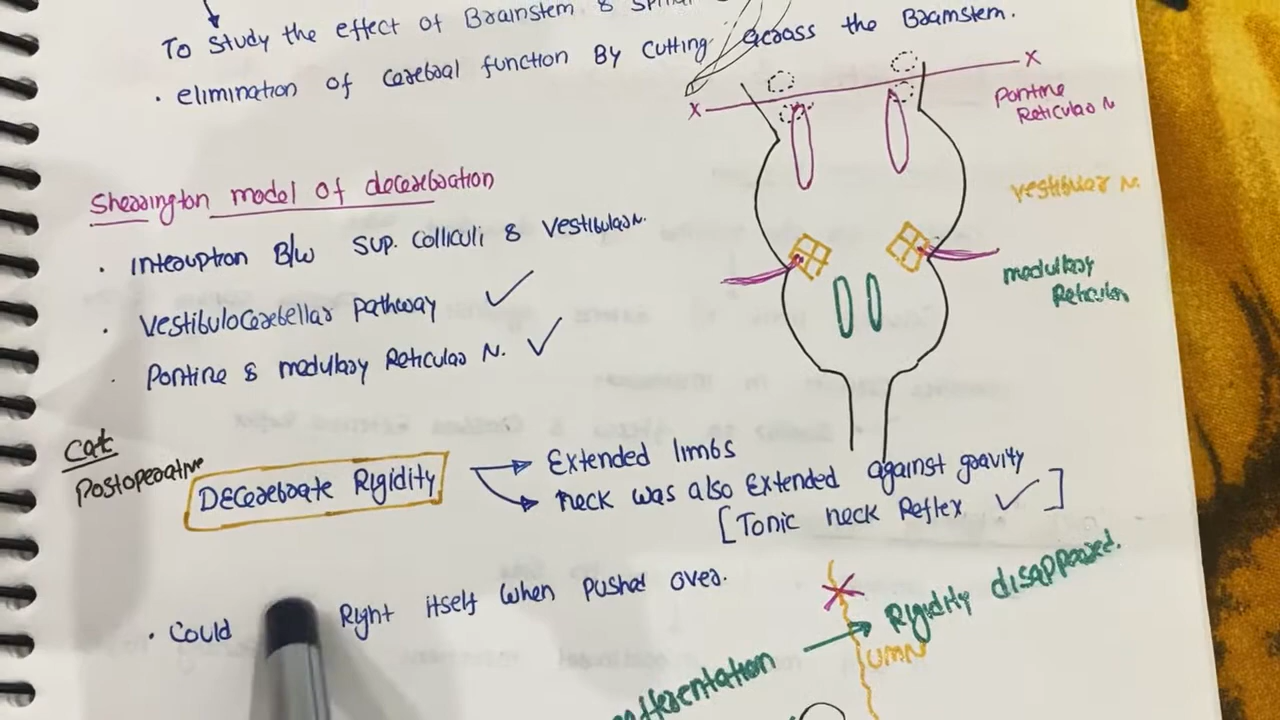 To study the effect of Brainstem &
• elimination of cerebral function By cutting across the Brainstem.
x
x
Pontine
Reticular N
Sherrington model of decerebration
vestibular N.
• Interuption B/w sup. colliculi & vestibular N.
medullary
Reticular
• vestibulocerebellar pathway ✓
• Pontine & medullary Reticular N. ✓
Cat
Postoperative
Decerebrate Rigidity
Extended limbs
neck was also Extended against gravity
[Tonic neck Reflex ✓]
• Could Right itself when pushed over.
Rigidity disappeared.
UMN